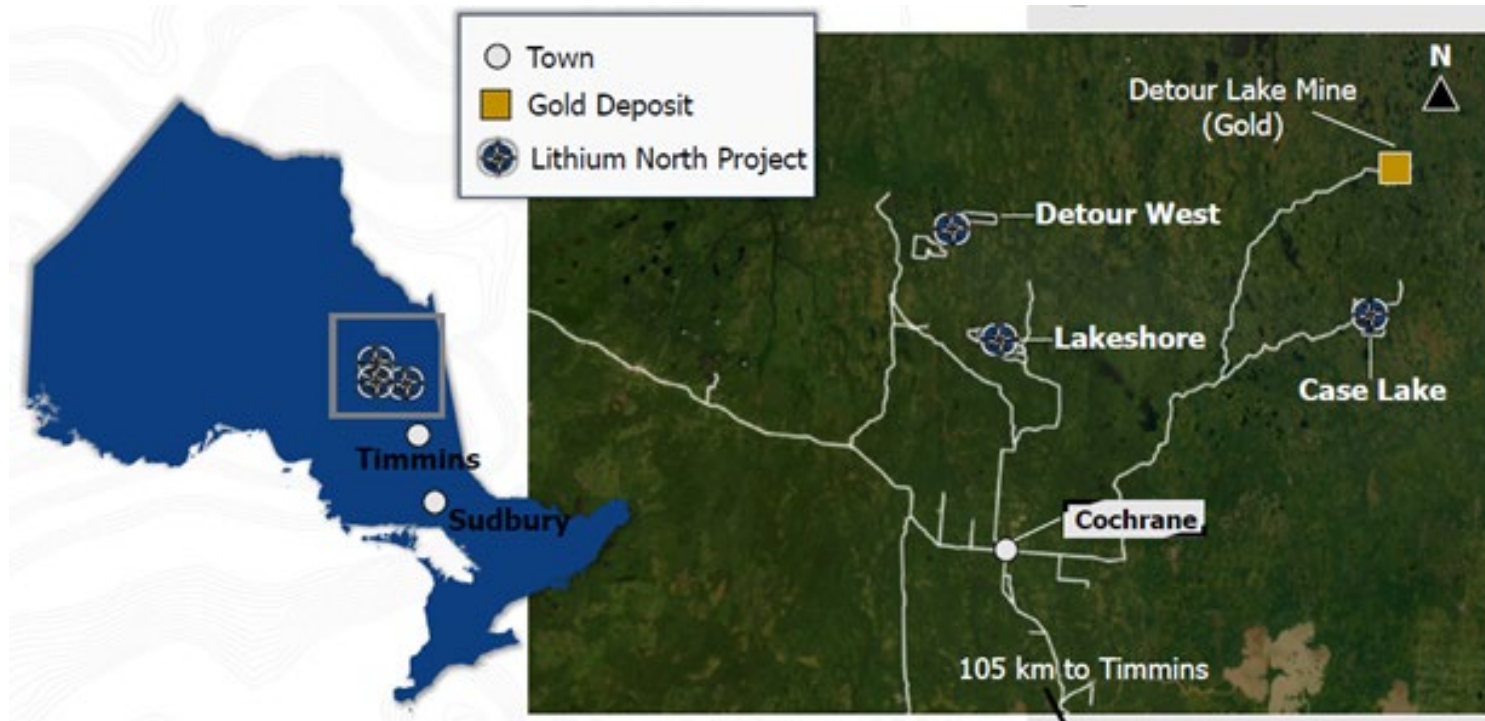 Town
Gold Deposit
Lithium North Project
N
Detour Lake Mine
(Gold)
Detour West
Lakeshore
Case Lake
Timmins
Sudbury
Cochrane
105 km to Timmins